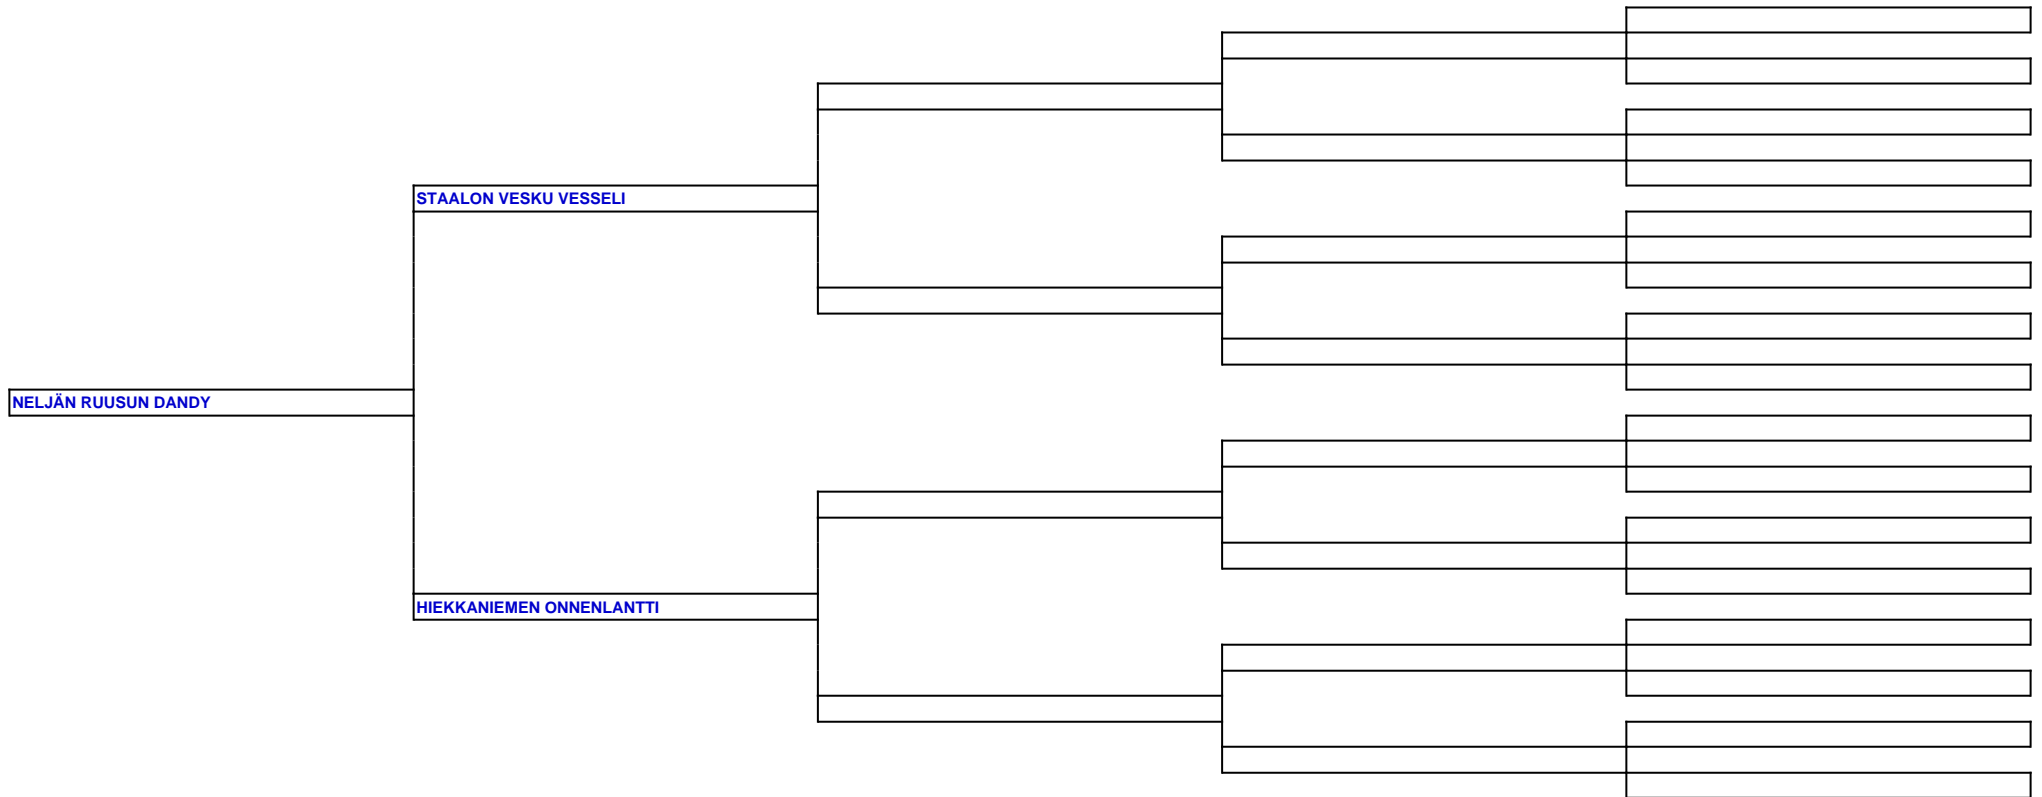 STAALON VESKU VESSELI
NELJÄN RUUSUN DANDY
HIEKKANIEMEN ONNENLANTTI